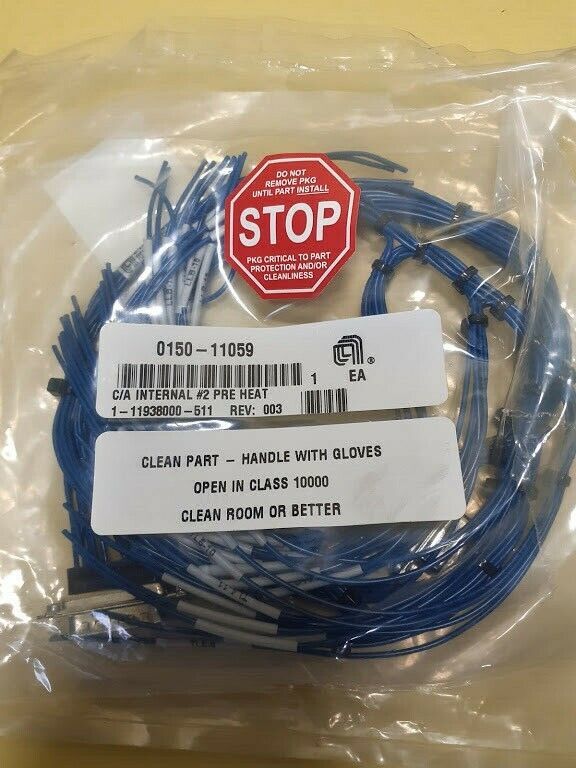 DO NOT
REMOVE PKG
UNTIL PART INSTALL
STOP
PKG CRITICAL TO PART
PROTECTION AND/OR
CLEANLINESS
0150-11059
®
1 EA
C/A INTERNAL #2 PRE HEAT
1-11938000-511 REV: 003
CLEAN PART - HANDLE WITH GLOVES
OPEN IN CLASS 10000
CLEAN ROOM OR BETTER